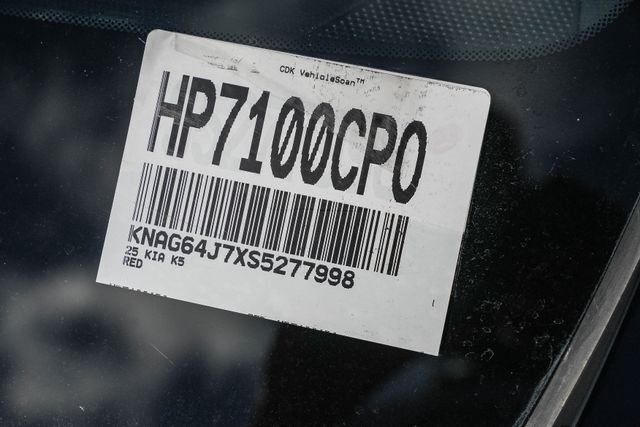 CDK VehicleScan™
HP7100CPO
KNAG64J7XS5277998
25 KIA K5
RED